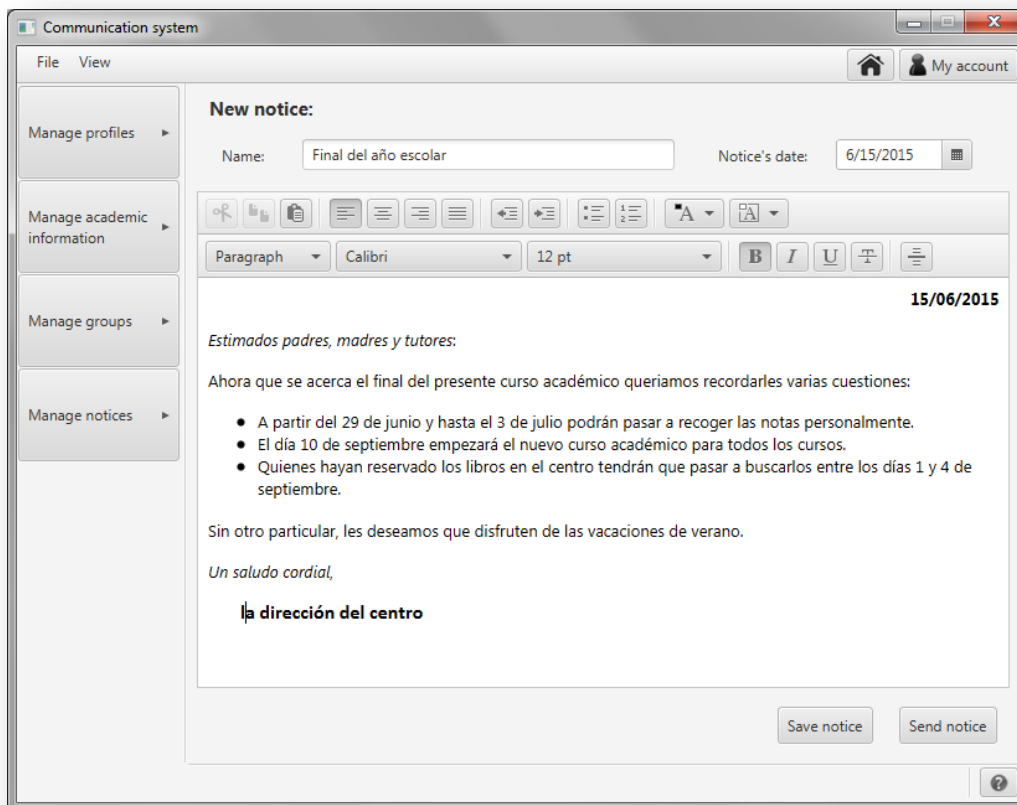 Communication system
File View My account
Manage profiles
Manage academic
information
Manage groups
Manage notices
New notice:
Name: Final del año escolar Notice's date: 6/15/2015
Paragraph Calibri 12 pt B I U T
15/06/2015
Estimados padres, madres y tutores:
Ahora que se acerca el final del presente curso académico queriamos recordarles varias cuestiones:
● A partir del 29 de junio y hasta el 3 de julio podrán pasar a recoger las notas personalmente.
● El día 10 de septiembre empezará el nuevo curso académico para todos los cursos.
● Quienes hayan reservado los libros en el centro tendrán que pasar a buscarlos entre los días 1 y 4 de
septiembre.
Sin otro particular, les deseamos que disfruten de las vacaciones de verano.
Un saludo cordial,
la dirección del centro
Save notice Send notice